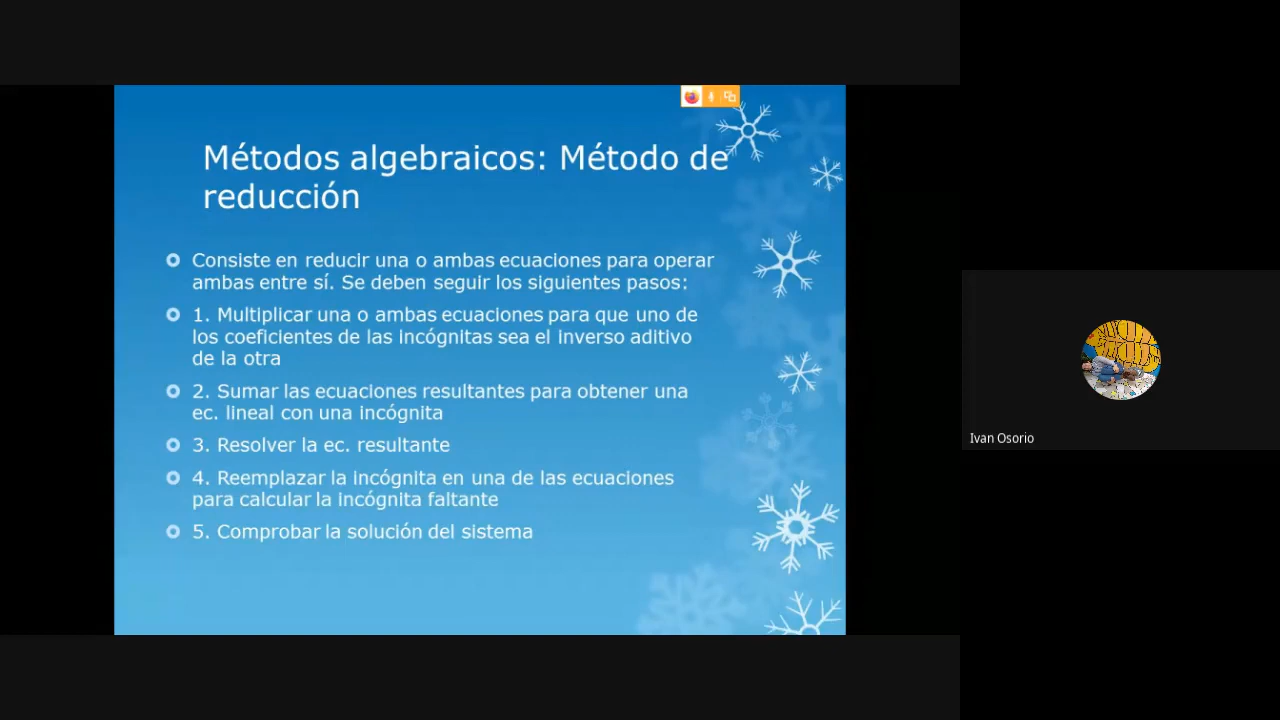 Métodos algebraicos: Método de
reducción
Consiste en reducir una o ambas ecuaciones para operar
ambas entre sí. Se deben seguir los siguientes pasos:
1. Multiplicar una o ambas ecuaciones para que uno de
los coeficientes de las incógnitas sea el inverso aditivo
de la otra
2. Sumar las ecuaciones resultantes para obtener una
ec. lineal con una incógnita
3. Resolver la ec. resultante
4. Reemplazar la incógnita en una de las ecuaciones
para calcular la incógnita faltante
5. Comprobar la solución del sistema
Ivan Osorio